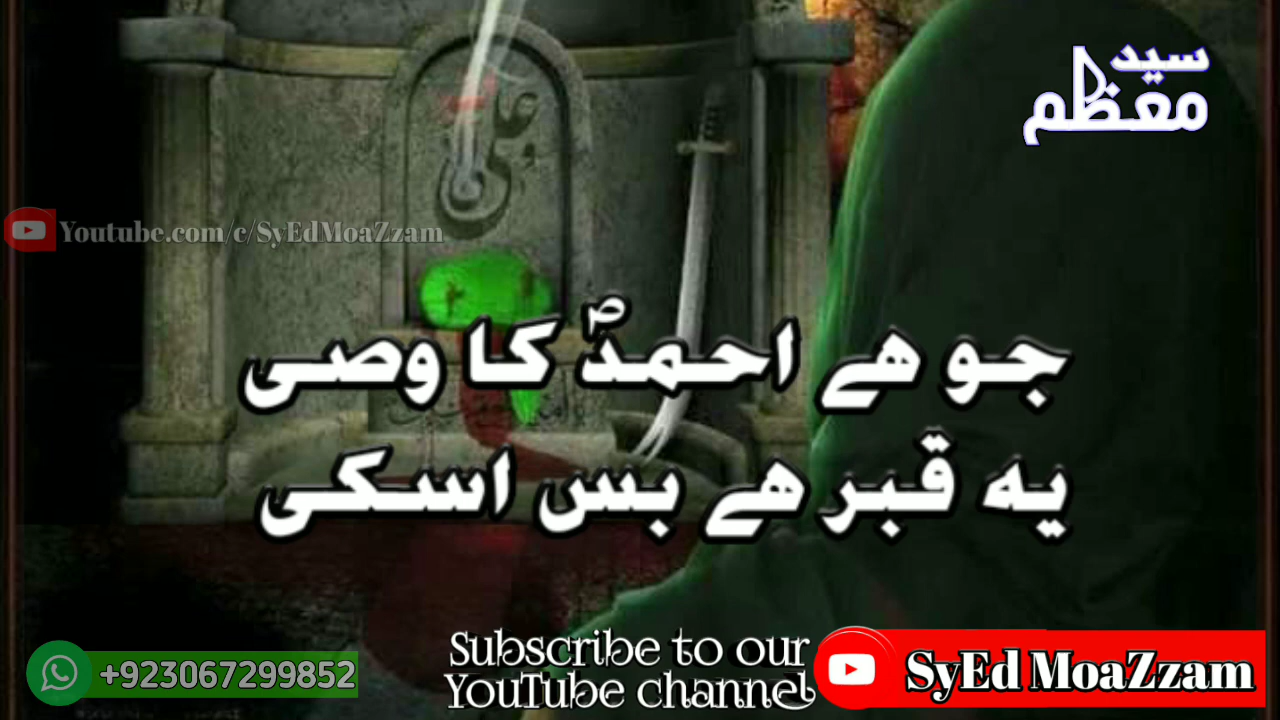 سید
معظم
علی
Youtube.com/c/SyEdMoaZzam
جو ھے احمدؐ کا وصی
یہ قبر ھے بس اسکی
Subscribe to our
YouTube channel
SyEd MoaZzam
+923067299852